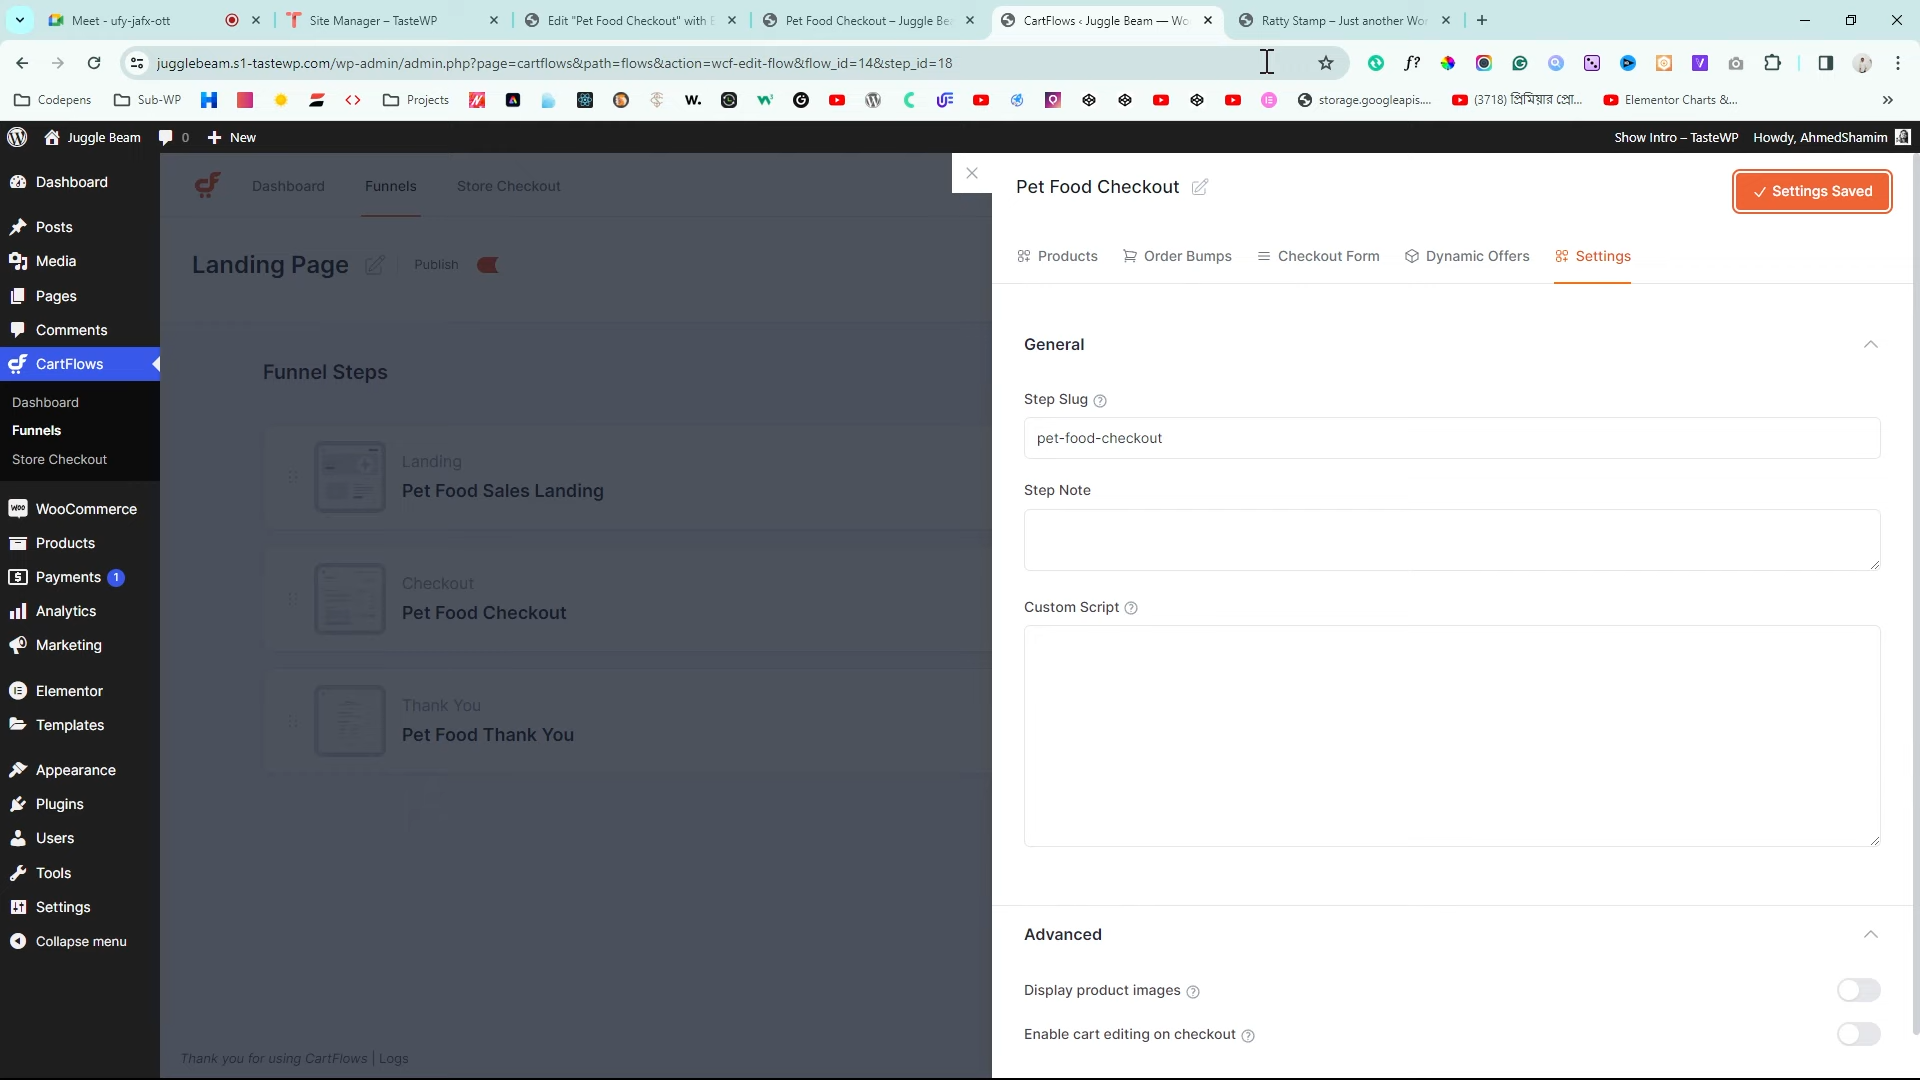 Meet - ufy-jafx-ott
Site Manager – TasteWP
Edit "Pet Food Checkout" with E
Pet Food Checkout – Juggle Be
CartFlows ‹ Juggle Beam — Wo
Ratty Stamp – Just another Wor
jugglebeam.s1-tastewp.com/wp-admin/admin.php?page=cartflows&path=flows&action=wcf-edit-flow&flow_id=14&step_id=18
Codepens
Sub-WP
Projects
storage.googleapis....
(3718) প্রিমিয়ার প্রো...
Elementor Charts &...
Juggle Beam
0
New
Show Intro – TasteWP
Howdy, AhmedShamim
Dashboard
Posts
Media
Pages
Comments
CartFlows
Dashboard
Funnels
Store Checkout
WooCommerce
Products
Payments 1
Analytics
Marketing
Elementor
Templates
Appearance
Plugins
Users
Tools
Settings
Collapse menu
Dashboard
Funnels
Store Checkout
Landing Page
Publish
Funnel Steps
Landing
Pet Food Sales Landing
Checkout
Pet Food Checkout
Thank You
Pet Food Thank You
Thank you for using CartFlows | Logs
Pet Food Checkout
Settings Saved
Products
Order Bumps
Checkout Form
Dynamic Offers
Settings
General
Step Slug
pet-food-checkout
Step Note
Custom Script
Advanced
Display product images
Enable cart editing on checkout